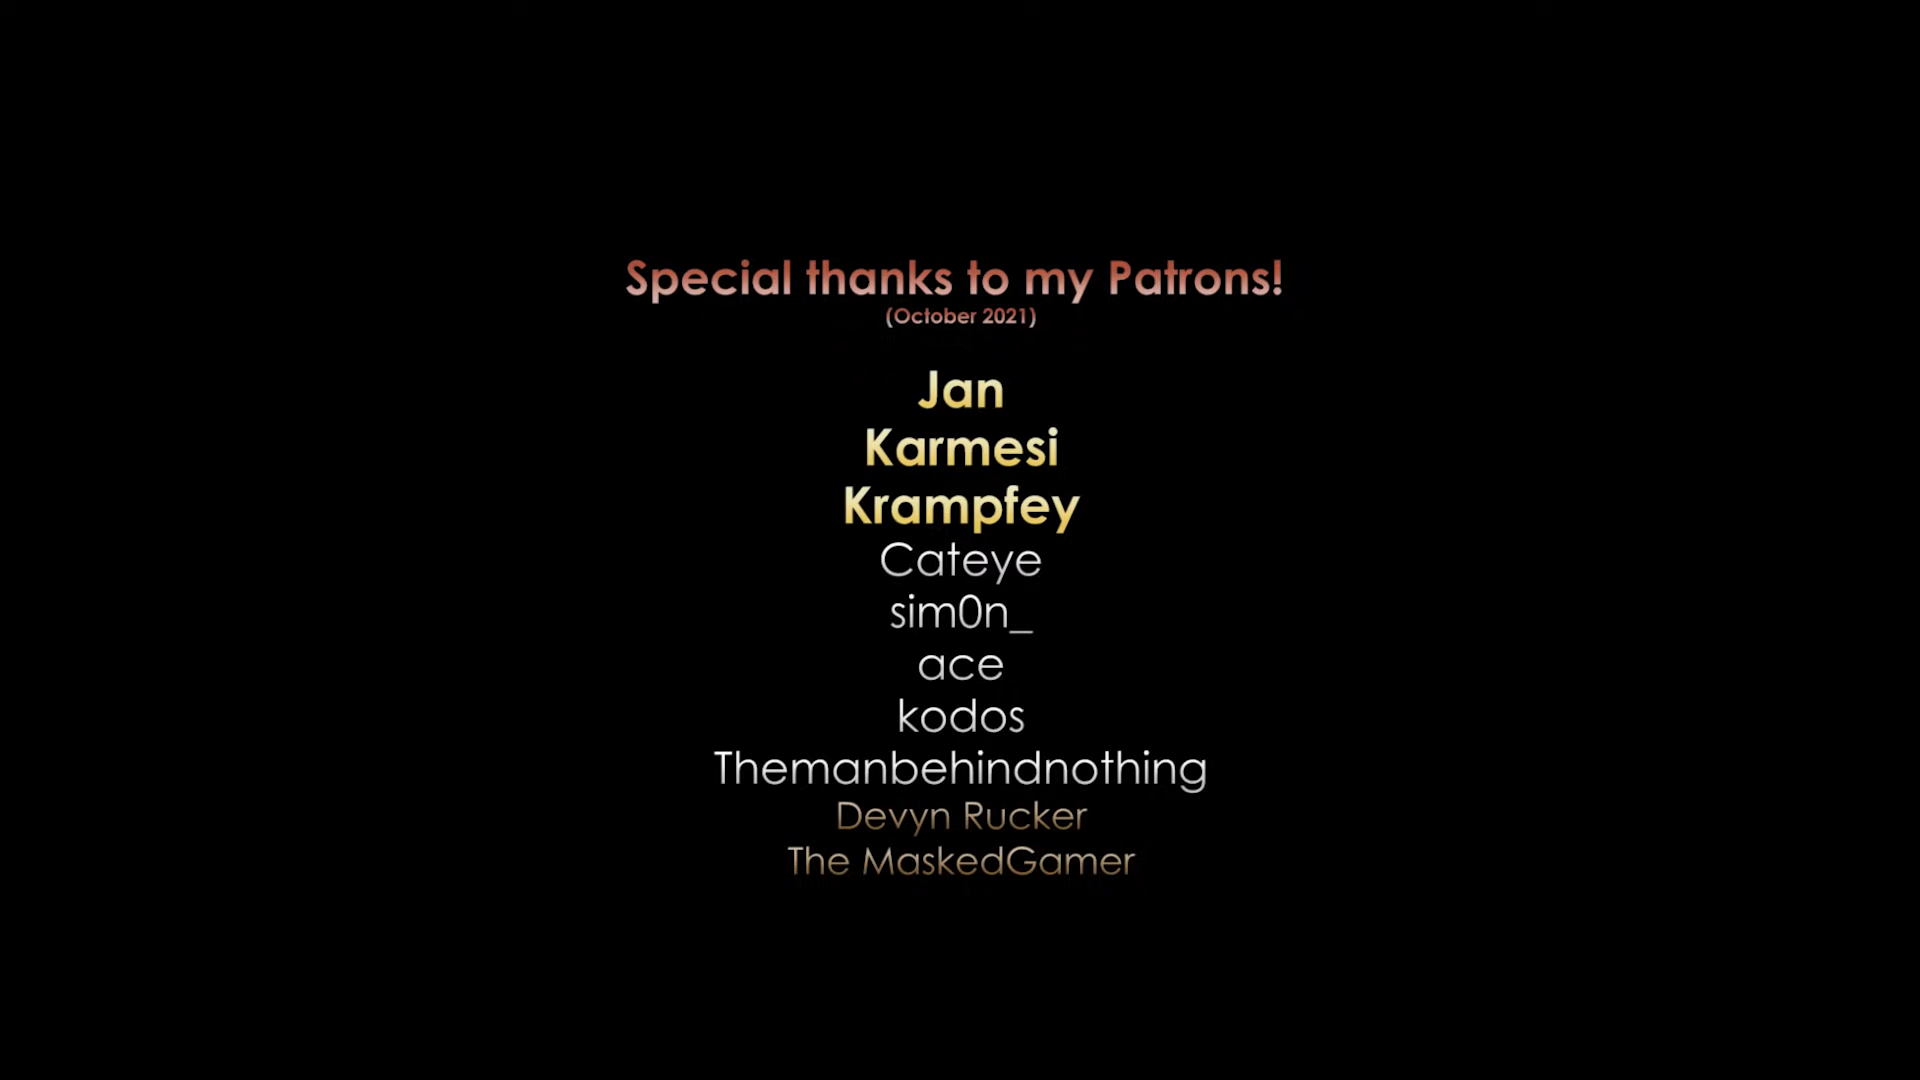 Special thanks to my Patrons!
(October 2021)
Jan
Karmesi
Krampfey
Cateye
sim0n_
ace
kodos
Themanbehindnothing
Devyn Rucker
The MaskedGamer